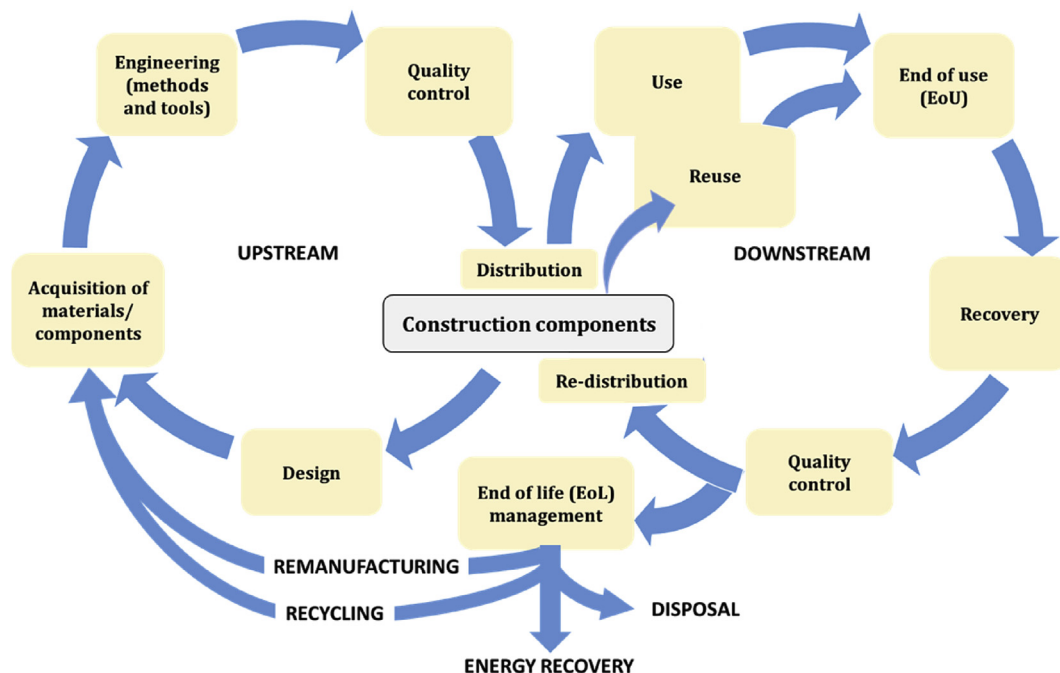 Engineering
(methods
and tools)
Quality
control
Use
End of use
(EoU)
Reuse
UPSTREAM
DOWNSTREAM
Distribution
Acquisition of
materials/
components
Construction components
Recovery
Re-distribution
Design
End of life (EoL)
management
Quality
control
REMANUFACTURING
RECYCLING
DISPOSAL
ENERGY RECOVERY